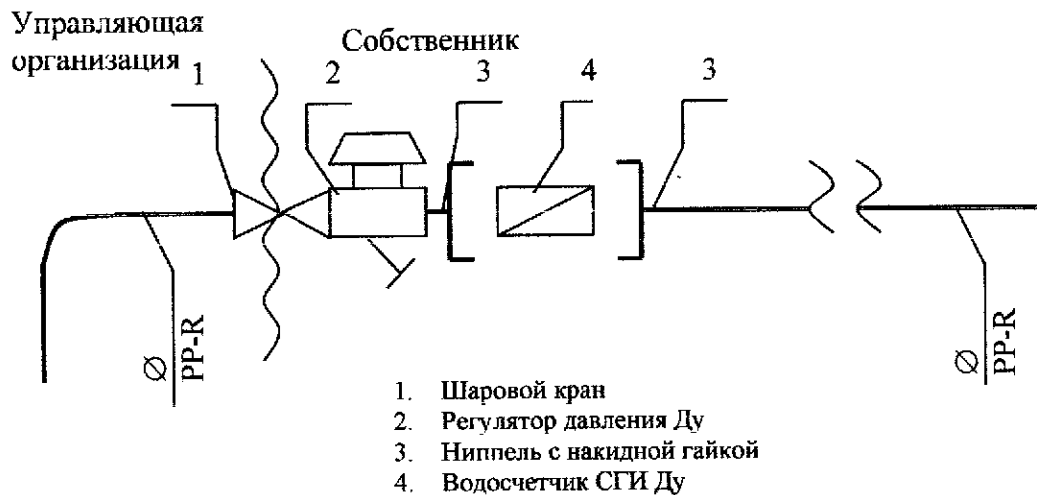 Управляющая
организация
Собственник
1
2
3
4
3
Ø
PP-R
Ø
PP-R
1. Шаровой кран
2. Регулятор давления Ду
3. Ниппель с накидной гайкой
4. Водосчетчик СГИ Ду